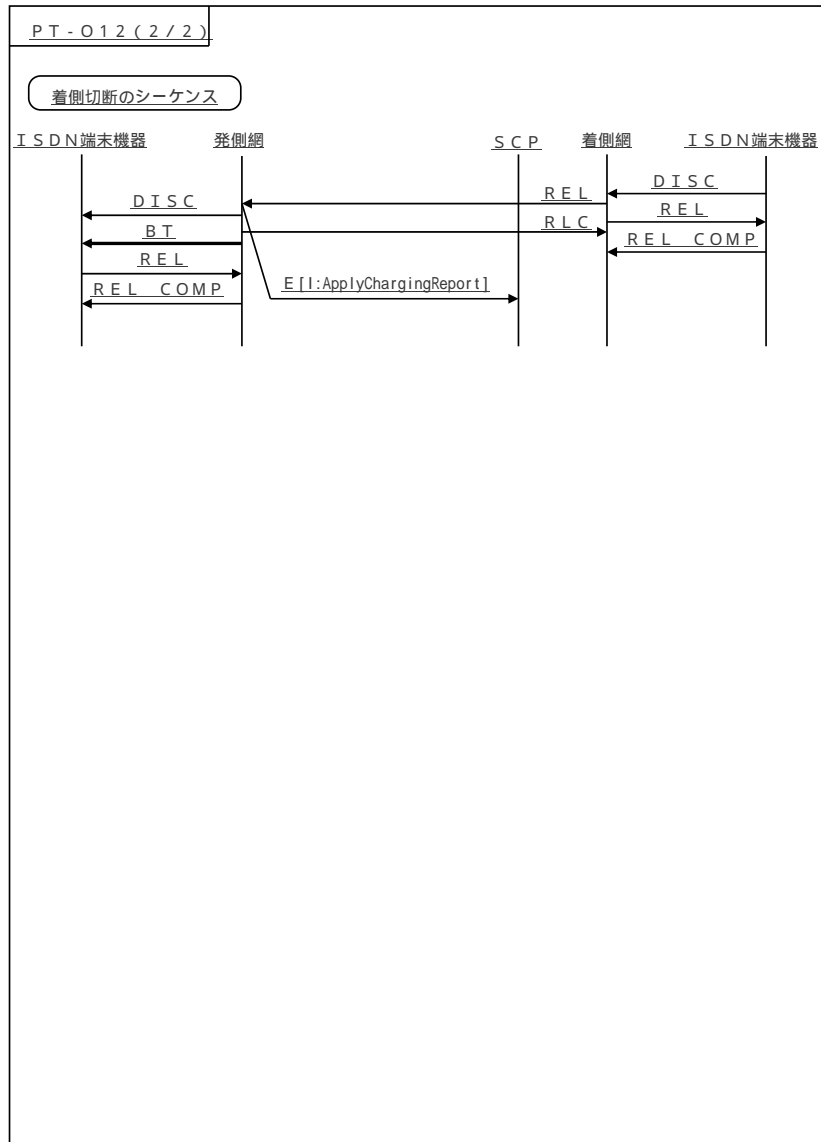 ＰＴ-Ｏ１２(２/２)
着側切断のシーケンス
ＩＳＤＮ端末機器 発側網 ＳＣＰ 着側網 ＩＳＤＮ端末機器
ＤＩＳＣ
ＲＥＬ
ＤＩＳＣ
ＲＥＬ
ＢＴ
ＲＬＣ
ＲＥＬ ＣＯＭＰ
ＲＥＬ
E[I:ApplyChargingReport]
ＲＥＬ ＣＯＭＰ